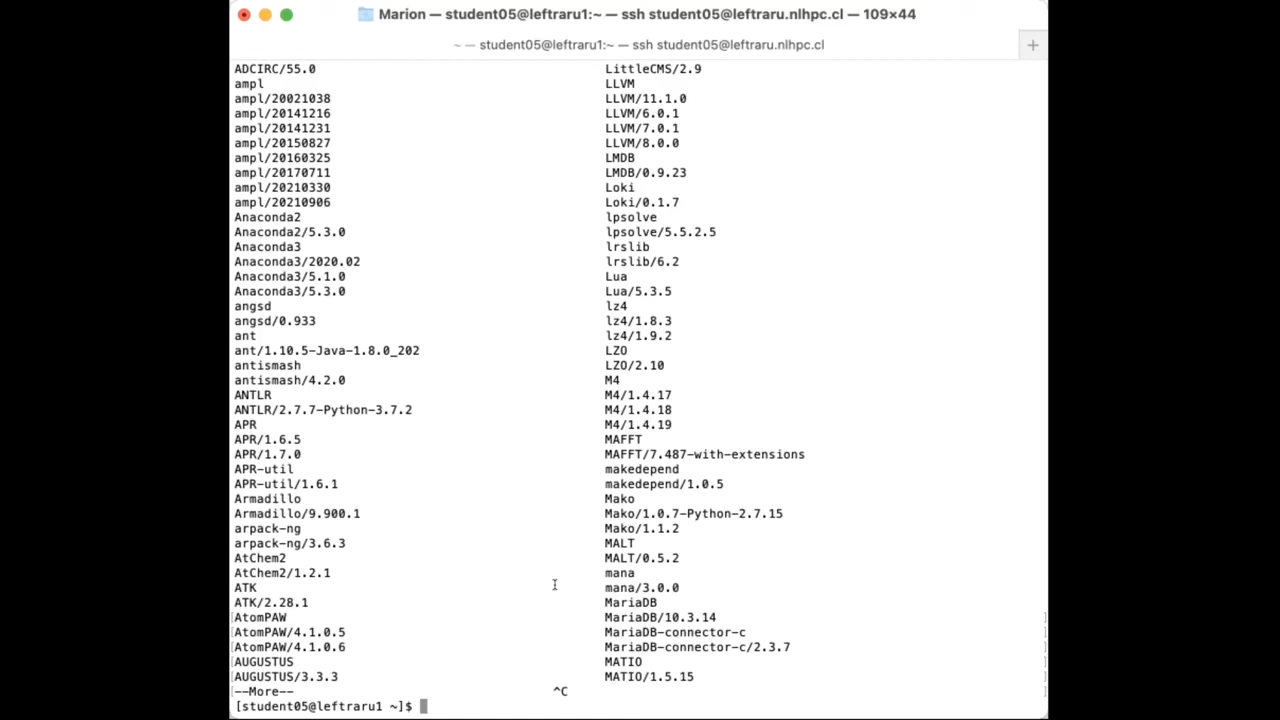 Marion — student05@leftraru1:~ — ssh student05@leftraru.nlhpc.cl — 109×44
~ — student05@leftraru1:~ — ssh student05@leftraru.nlhpc.cl
+
ADCIRC/55.0 LittleCMS/2.9
ampl LLVM
ampl/20021038 LLVM/11.1.0
ampl/20141216 LLVM/6.0.1
ampl/20141231 LLVM/7.0.1
ampl/20150827 LLVM/8.0.0
ampl/20160325 LMDB
ampl/20170711 LMDB/0.9.23
ampl/20210330 Loki
ampl/20210906 Loki/0.1.7
Anaconda2 lpsolve
Anaconda2/5.3.0 lpsolve/5.5.2.5
Anaconda3 lrslib
Anaconda3/2020.02 lrslib/6.2
Anaconda3/5.1.0 Lua
Anaconda3/5.3.0 Lua/5.3.5
angsd lz4
angsd/0.933 lz4/1.8.3
ant lz4/1.9.2
ant/1.10.5-Java-1.8.0_202 LZO
antismash LZO/2.10
antismash/4.2.0 M4
ANTLR M4/1.4.17
ANTLR/2.7.7-Python-3.7.2 M4/1.4.18
APR M4/1.4.19
APR/1.6.5 MAFFT
APR/1.7.0 MAFFT/7.487-with-extensions
APR-util makedepend
APR-util/1.6.1 makedepend/1.0.5
Armadillo Mako
Armadillo/9.900.1 Mako/1.0.7-Python-2.7.15
arpack-ng Mako/1.1.2
arpack-ng/3.6.3 MALT
AtChem2 MALT/0.5.2
AtChem2/1.2.1 mana
ATK mana/3.0.0
ATK/2.28.1 MariaDB
[AtomPAW MariaDB/10.3.14 ]
[AtomPAW/4.1.0.5 MariaDB-connector-c ]
[AtomPAW/4.1.0.6 MariaDB-connector-c/2.3.7 ]
[AUGUSTUS MATIO ]
[AUGUSTUS/3.3.3 MATIO/1.5.15 ]
[--More-- ^C ]
[student05@leftraru1 ~]$